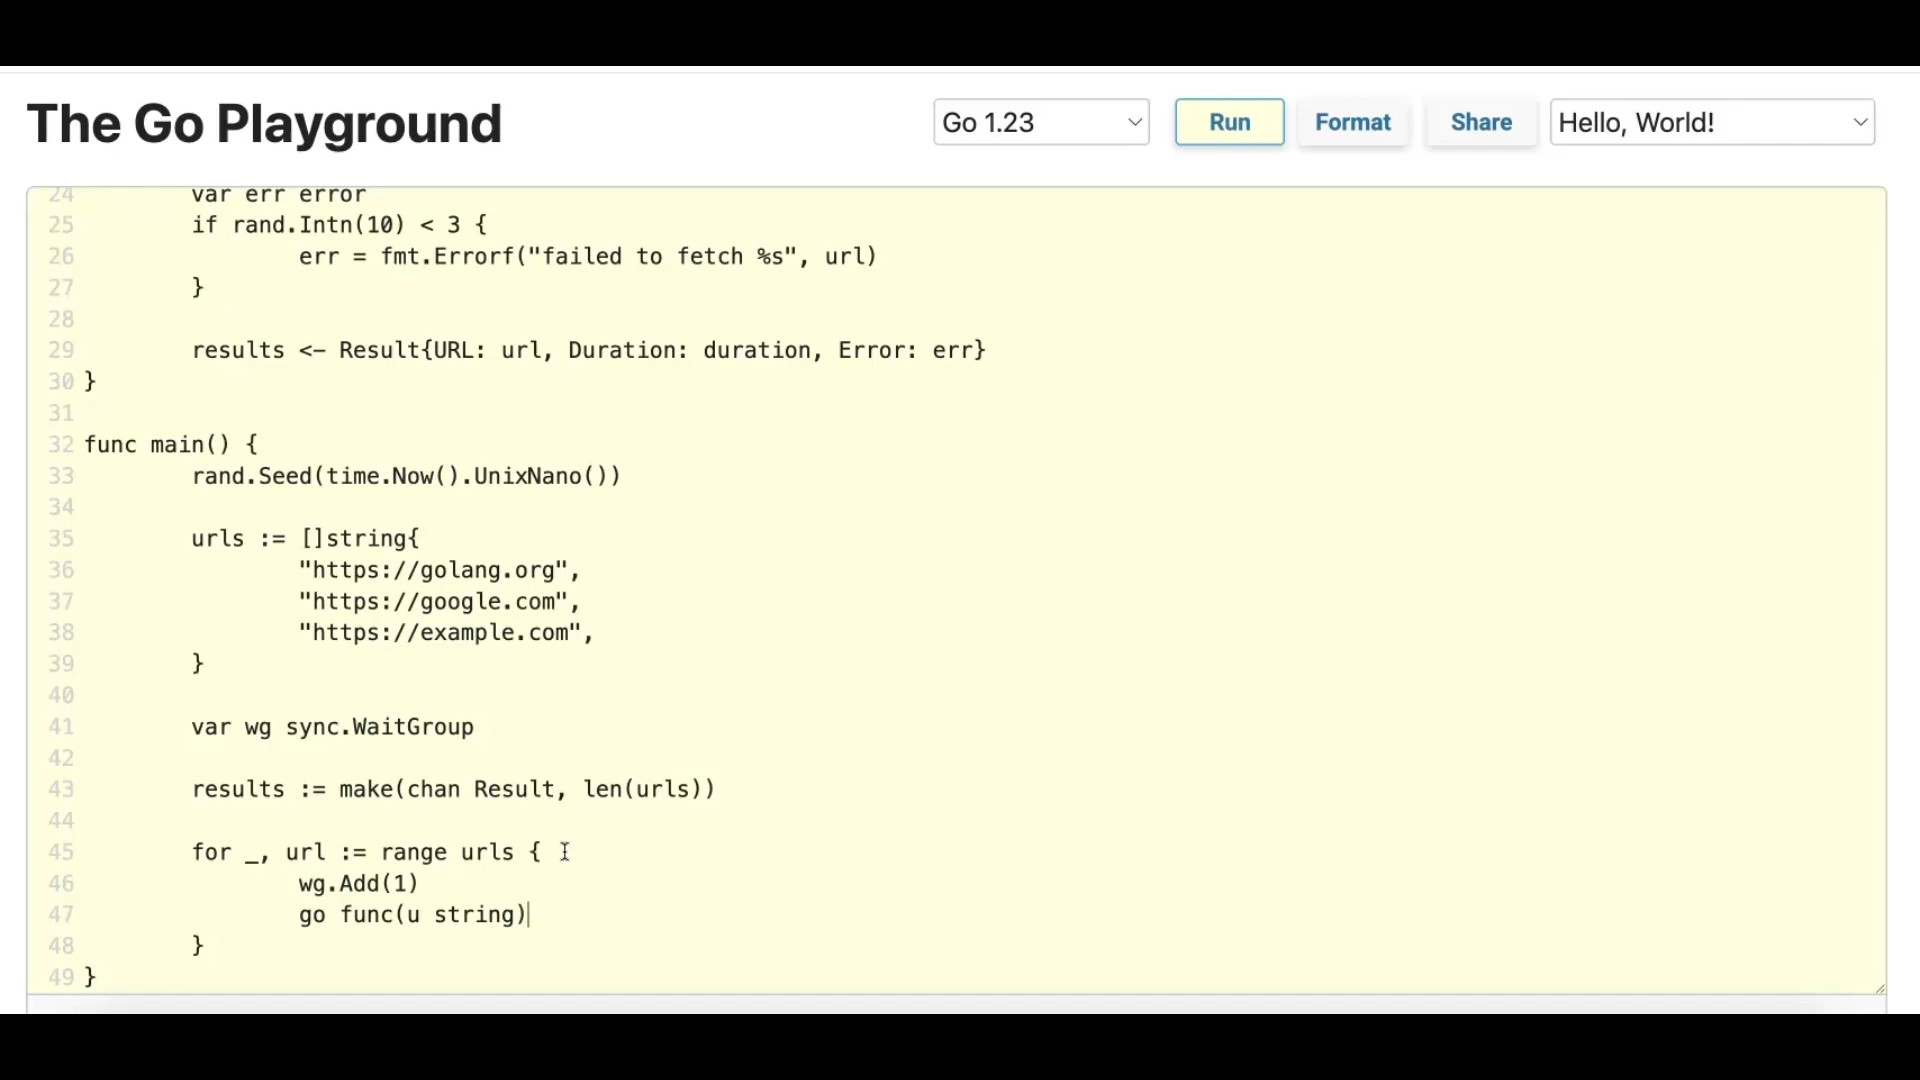 The Go Playground
Go 1.23
Run
Format
Share
Hello, World!
24 var err error
25 if rand.Intn(10) < 3 {
26 err = fmt.Errorf("failed to fetch %s", url)
27 }
28
29 results <- Result{URL: url, Duration: duration, Error: err}
30 }
31
32 func main() {
33 rand.Seed(time.Now().UnixNano())
34
35 urls := []string{
36 "https://golang.org",
37 "https://google.com",
38 "https://example.com",
39 }
40
41 var wg sync.WaitGroup
42
43 results := make(chan Result, len(urls))
44
45 for _, url := range urls {
46 wg.Add(1)
47 go func(u string)
48 }
49 }